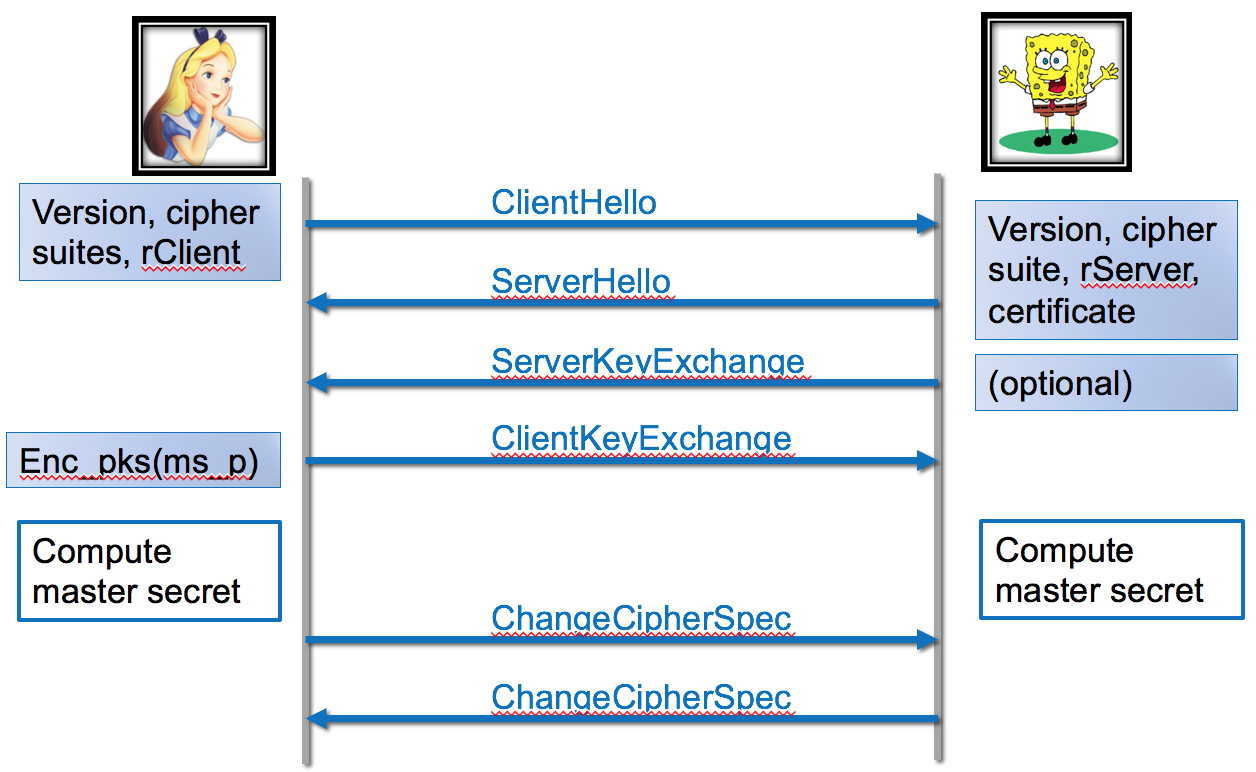 ClientHello
Version, cipher
suites, rClient
Version, cipher
suite, rServer,
certificate
ServerHello
ServerKeyExchange
(optional)
ClientKeyExchange
Enc_pks(ms_p)
Compute
master secret
Compute
master secret
ChangeCipherSpec
ChangeCipherSpec